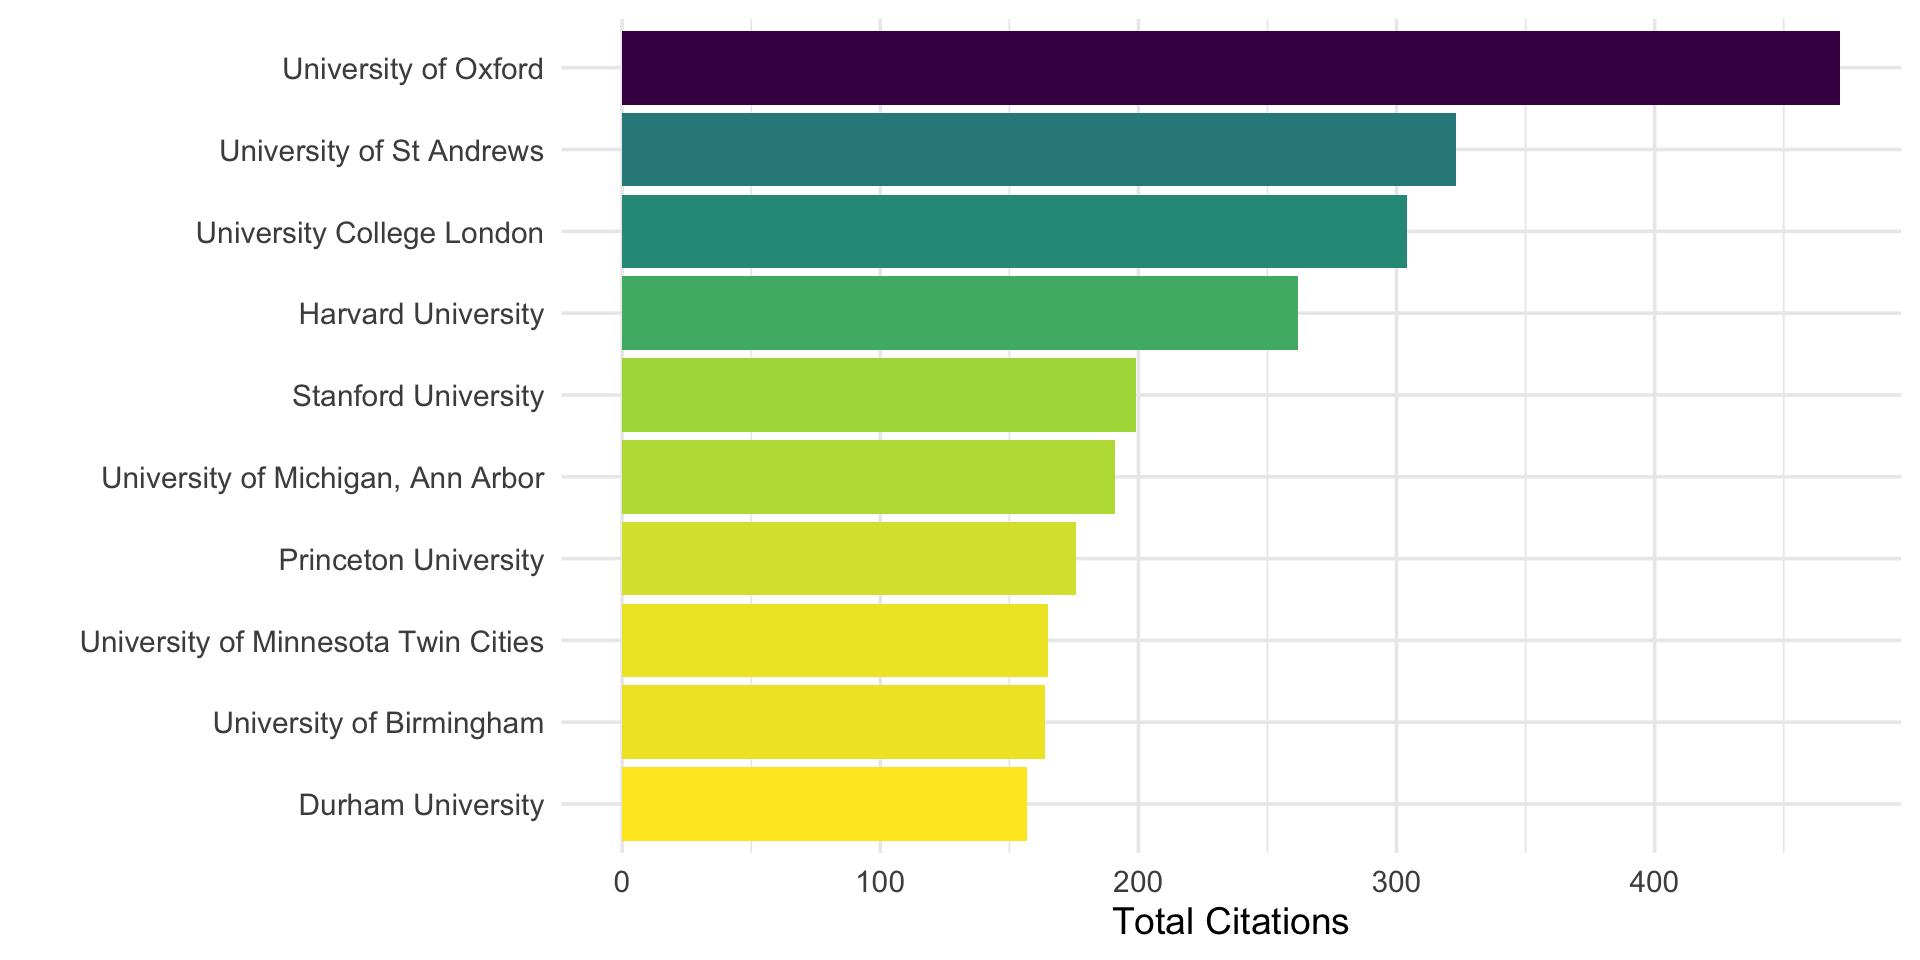 University of Oxford
University of St Andrews
University College London
Harvard University
Stanford University
University of Michigan, Ann Arbor
Princeton University
University of Minnesota Twin Cities
University of Birmingham
Durham University
0 100 200 300 400
Total Citations